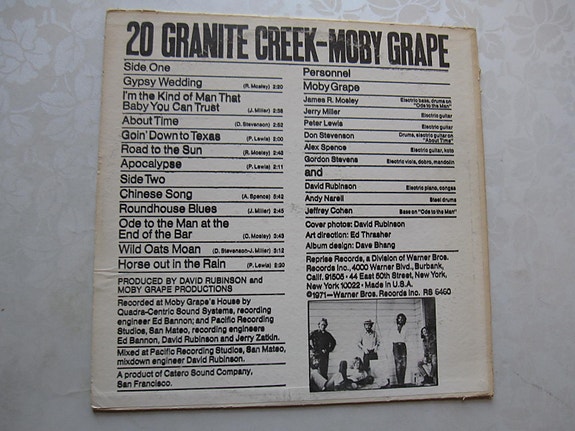 20 GRANITE CREEK-MOBY GRAPE
Side One
Gypsy Wedding (R. Mosley) 2:20
I'm the Kind of Man That
Baby You Can Trust (J. Miller) 2:36
About Time (D. Stevenson) 2:52
Goin' Down to Texas (P. Lewis) 2:00
Road to the Sun (R. Mosley) 2:43
Apocalypse (P. Lewis) 2:11
Side Two
Chinese Song (A. Spence) 5:42
Roundhouse Blues (J. Miller) 2:45
Ode to the Man at the
End of the Bar (R. Mosley) 3:43
Wild Oats Moan (D. Stevenson-J. Miller) 3:12
Horse out in the Rain (P. Lewis) 2:20
PRODUCED BY DAVID RUBINSON and
MOBY GRAPE PRODUCTIONS
Recorded at Moby Grape's House by
Quadra-Centric Sound Systems, recording
engineer Ed Bannon; and Pacific Recording
Studios, San Mateo, recording engineers
Ed Bannon, David Rubinson and Jerry Zatkin.
Mixed at Pacific Recording Studios, San Mateo,
mixdown engineer David Rubinson.
A product of Catero Sound Company,
San Francisco.
Personnel
Moby Grape
James R. Mosley Electric bass, drums on
"Ode to the Man"
Jerry Miller Electric guitar
Peter Lewis Electric guitar
Don Stevenson Drums, electric guitar on
"About Time"
Alex Spence Electric guitar, koto
Gordon Stevens Electric viola, dobro, mandolin
and
David Rubinson Electric piano, congas
Andy Narell Steel drums
Jeffrey Cohen Bass on "Ode to the Man"
Cover photos: David Rubinson
Art direction: Ed Thrasher
Album design: Dave Bhang
Reprise Records, a Division of Warner Bros.
Records Inc., 4000 Warner Blvd., Burbank,
Calif. 91505 • 44 East 50th Street, New York,
New York 10022 • Made in U.S.A.
©1971—Warner Bros. Records Inc. RS 6460